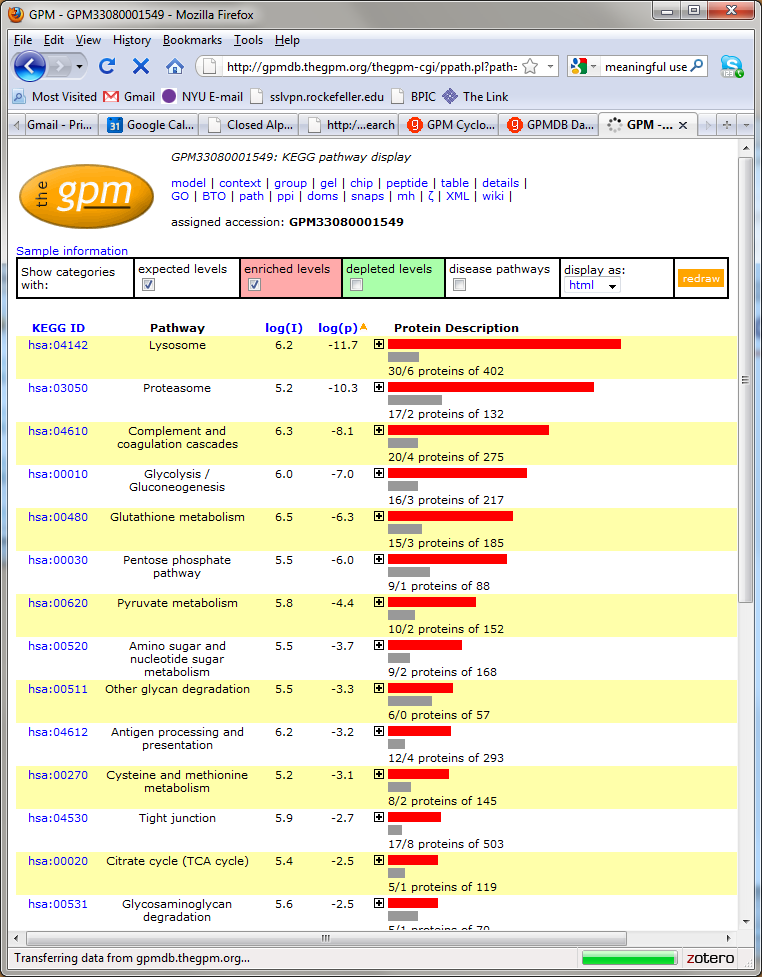 GPM - GPM33080001549 - Mozilla Firefox
File Edit View History Bookmarks Tools Help
http://gpmdb.thegpm.org/thegpm-cgi/ppath.pl?path= meaningful use
Most Visited Gmail NYU E-mail sslvpn.rockefeller.edu BPIC The Link
Gmail - Pri... 31 Google Cal... Closed Alp... http:/...earch GPM Cyclo... GPMDB Da... GPM -...
GPM33080001549: KEGG pathway display
the gpm
model | context | group | gel | chip | peptide | table | details |
GO | BTO | path | ppi | doms | snaps | mh | ζ | XML | wiki |
assigned accession: GPM33080001549
Sample information
Show categories with: expected levels enriched levels depleted levels disease pathways display as: html redraw
KEGG ID Pathway log(I) log(p) Protein Description
hsa:04142 Lysosome 6.2 -11.7
30/6 proteins of 402
hsa:03050 Proteasome 5.2 -10.3
17/2 proteins of 132
hsa:04610 Complement and coagulation cascades 6.3 -8.1
20/4 proteins of 275
hsa:00010 Glycolysis / Gluconeogenesis 6.0 -7.0
16/3 proteins of 217
hsa:00480 Glutathione metabolism 6.5 -6.3
15/3 proteins of 185
hsa:00030 Pentose phosphate pathway 5.5 -6.0
9/1 proteins of 88
hsa:00620 Pyruvate metabolism 5.8 -4.4
10/2 proteins of 152
hsa:00520 Amino sugar and nucleotide sugar metabolism 5.5 -3.7
9/2 proteins of 168
hsa:00511 Other glycan degradation 5.5 -3.3
6/0 proteins of 57
hsa:04612 Antigen processing and presentation 6.2 -3.2
12/4 proteins of 293
hsa:00270 Cysteine and methionine metabolism 5.2 -3.1
8/2 proteins of 145
hsa:04530 Tight junction 5.9 -2.7
17/8 proteins of 503
hsa:00020 Citrate cycle (TCA cycle) 5.4 -2.5
5/1 proteins of 119
hsa:00531 Glycosaminoglycan degradation 5.6 -2.5
5/1 proteins of 70
Transferring data from gpmdb.thegpm.org... zotero